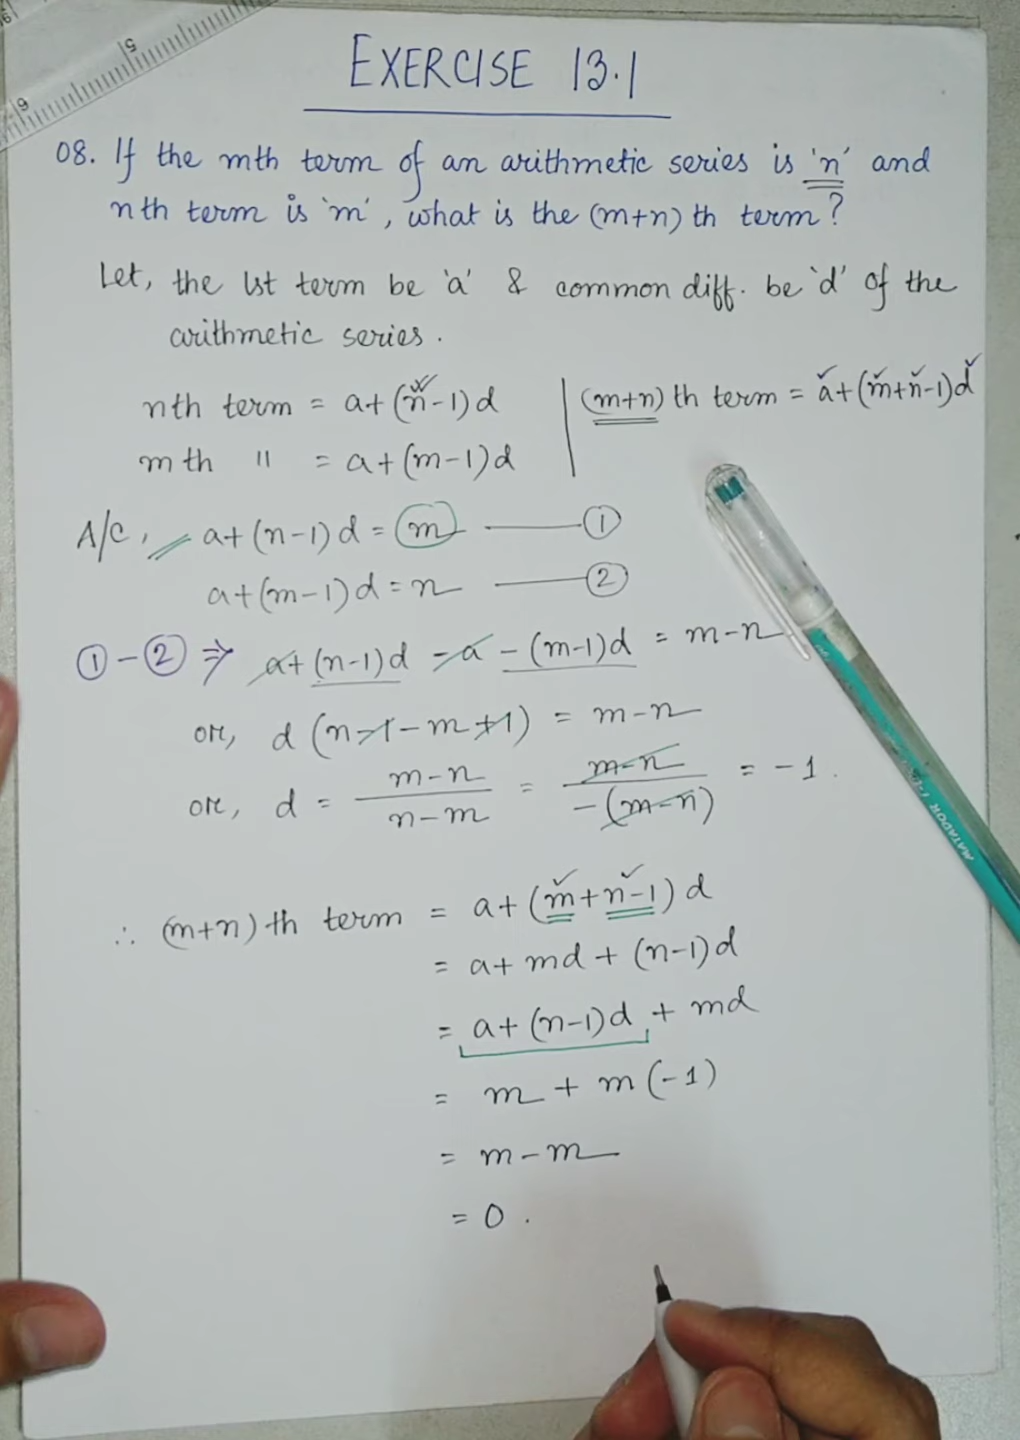 EXERCISE 13.1
08. If the mth term of an arithmetic series is 'n' and
nth term is 'm', what is the (m+n) th term?
Let, the 1st term be 'a' & common diff. be 'd' of the
arithmetic series.
nth term = a+(n-1)d
mth " = a+(m-1)d
(m+n) th term = a+(m+n-1)d
A/C, a+(n-1)d = m ——— ①
a+(m-1)d = n ——— ②
① - ② ⇒ a+(n-1)d - a - (m-1)d = m-n
or, d (n-1-m+1) = m-n
or, d = (m-n)/(n-m) = (m-n)/(-(m-n)) = -1.
∴ (m+n)th term = a+(m+n-1)d
= a+md+(n-1)d
= a+(n-1)d + md
= m + m(-1)
= m-m
= 0.
MATADOR
5
6